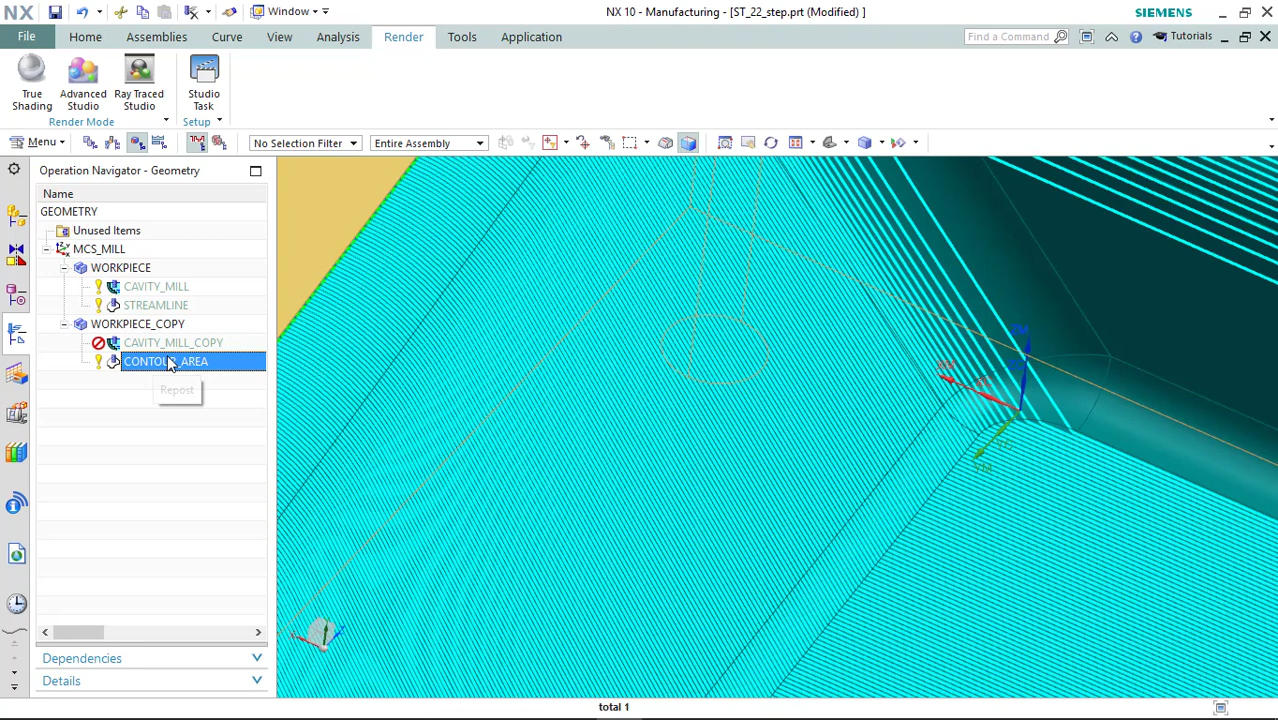 NX
Window
NX 10 - Manufacturing - [ST_22_step.prt (Modified) ]
SIEMENS
File
Home
Assemblies
Curve
View
Analysis
Render
Tools
Application
Find a Command
Tutorials
True Shading
Advanced Studio
Ray Traced Studio
Studio Task
Render Mode
Setup
Menu
No Selection Filter
Entire Assembly
Operation Navigator - Geometry
Name
GEOMETRY
Unused Items
MCS_MILL
WORKPIECE
CAVITY_MILL
STREAMLINE
WORKPIECE_COPY
CAVITY_MILL_COPY
CONTOUR_AREA
Repost
ZM
YM
Dependencies
Details
total 1